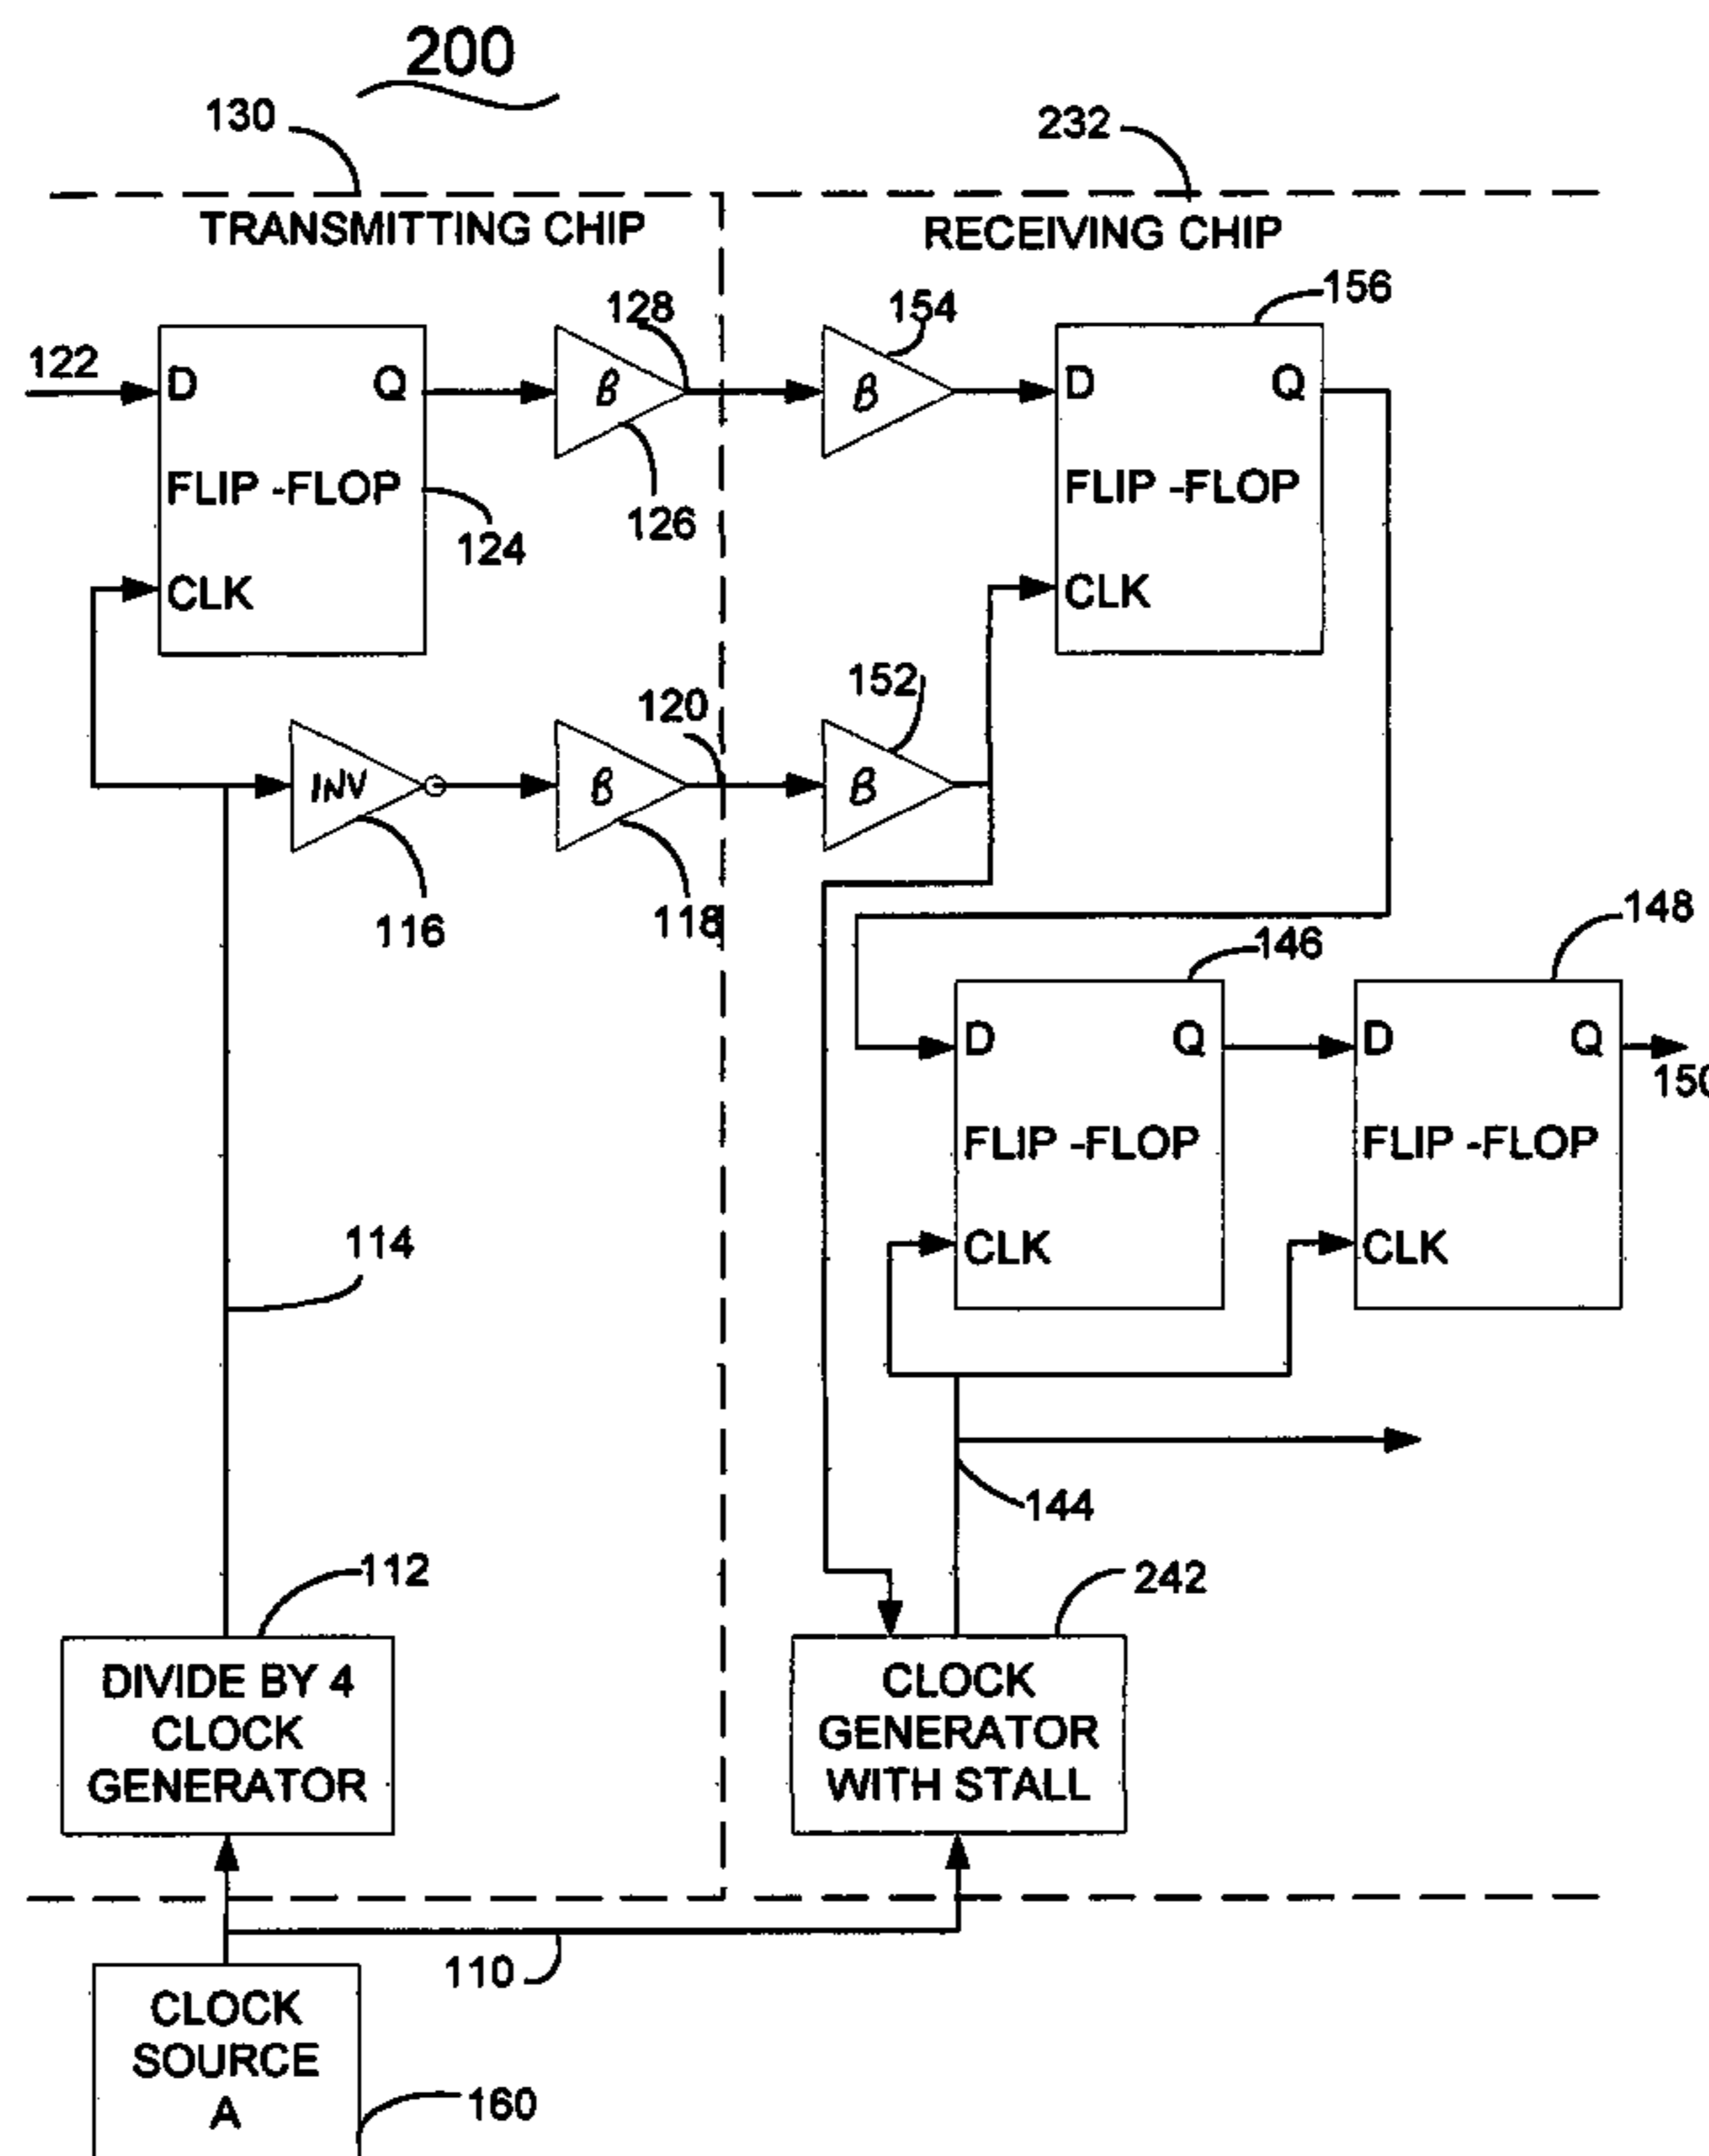 200
130
232
TRANSMITTING CHIP
RECEIVING CHIP
156
128
154
122
D Q
B
B
D Q
FLIP -FLOP
FLIP -FLOP
126
124
CLK
CLK
152
120
INV
B
B
116
118
148
146
D Q
D Q
150
FLIP -FLOP
FLIP -FLOP
114
CLK
CLK
144
112
242
DIVIDE BY 4
CLOCK
GENERATOR
CLOCK
GENERATOR
WITH STALL
110
CLOCK
SOURCE
A
160